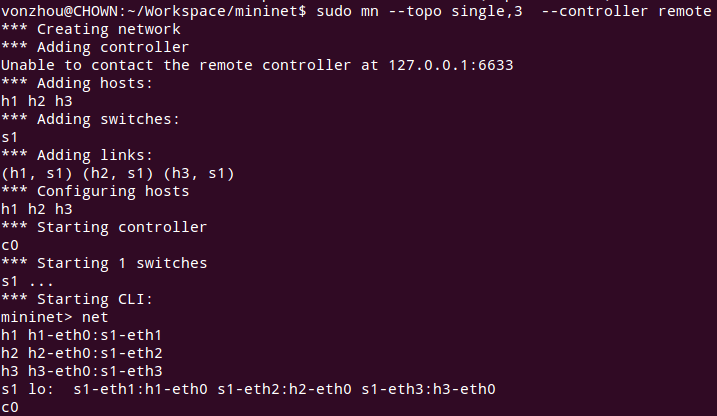 vonzhou@CHOWN:~/Workspace/mininet$ sudo mn --topo single,3  --controller remote
*** Creating network
*** Adding controller
Unable to contact the remote controller at 127.0.0.1:6633
*** Adding hosts:
h1 h2 h3
*** Adding switches:
s1
*** Adding links:
(h1, s1) (h2, s1) (h3, s1)
*** Configuring hosts
h1 h2 h3
*** Starting controller
c0
*** Starting 1 switches
s1 ...
*** Starting CLI:
mininet> net
h1 h1-eth0:s1-eth1
h2 h2-eth0:s1-eth2
h3 h3-eth0:s1-eth3
s1 lo:  s1-eth1:h1-eth0 s1-eth2:h2-eth0 s1-eth3:h3-eth0
c0